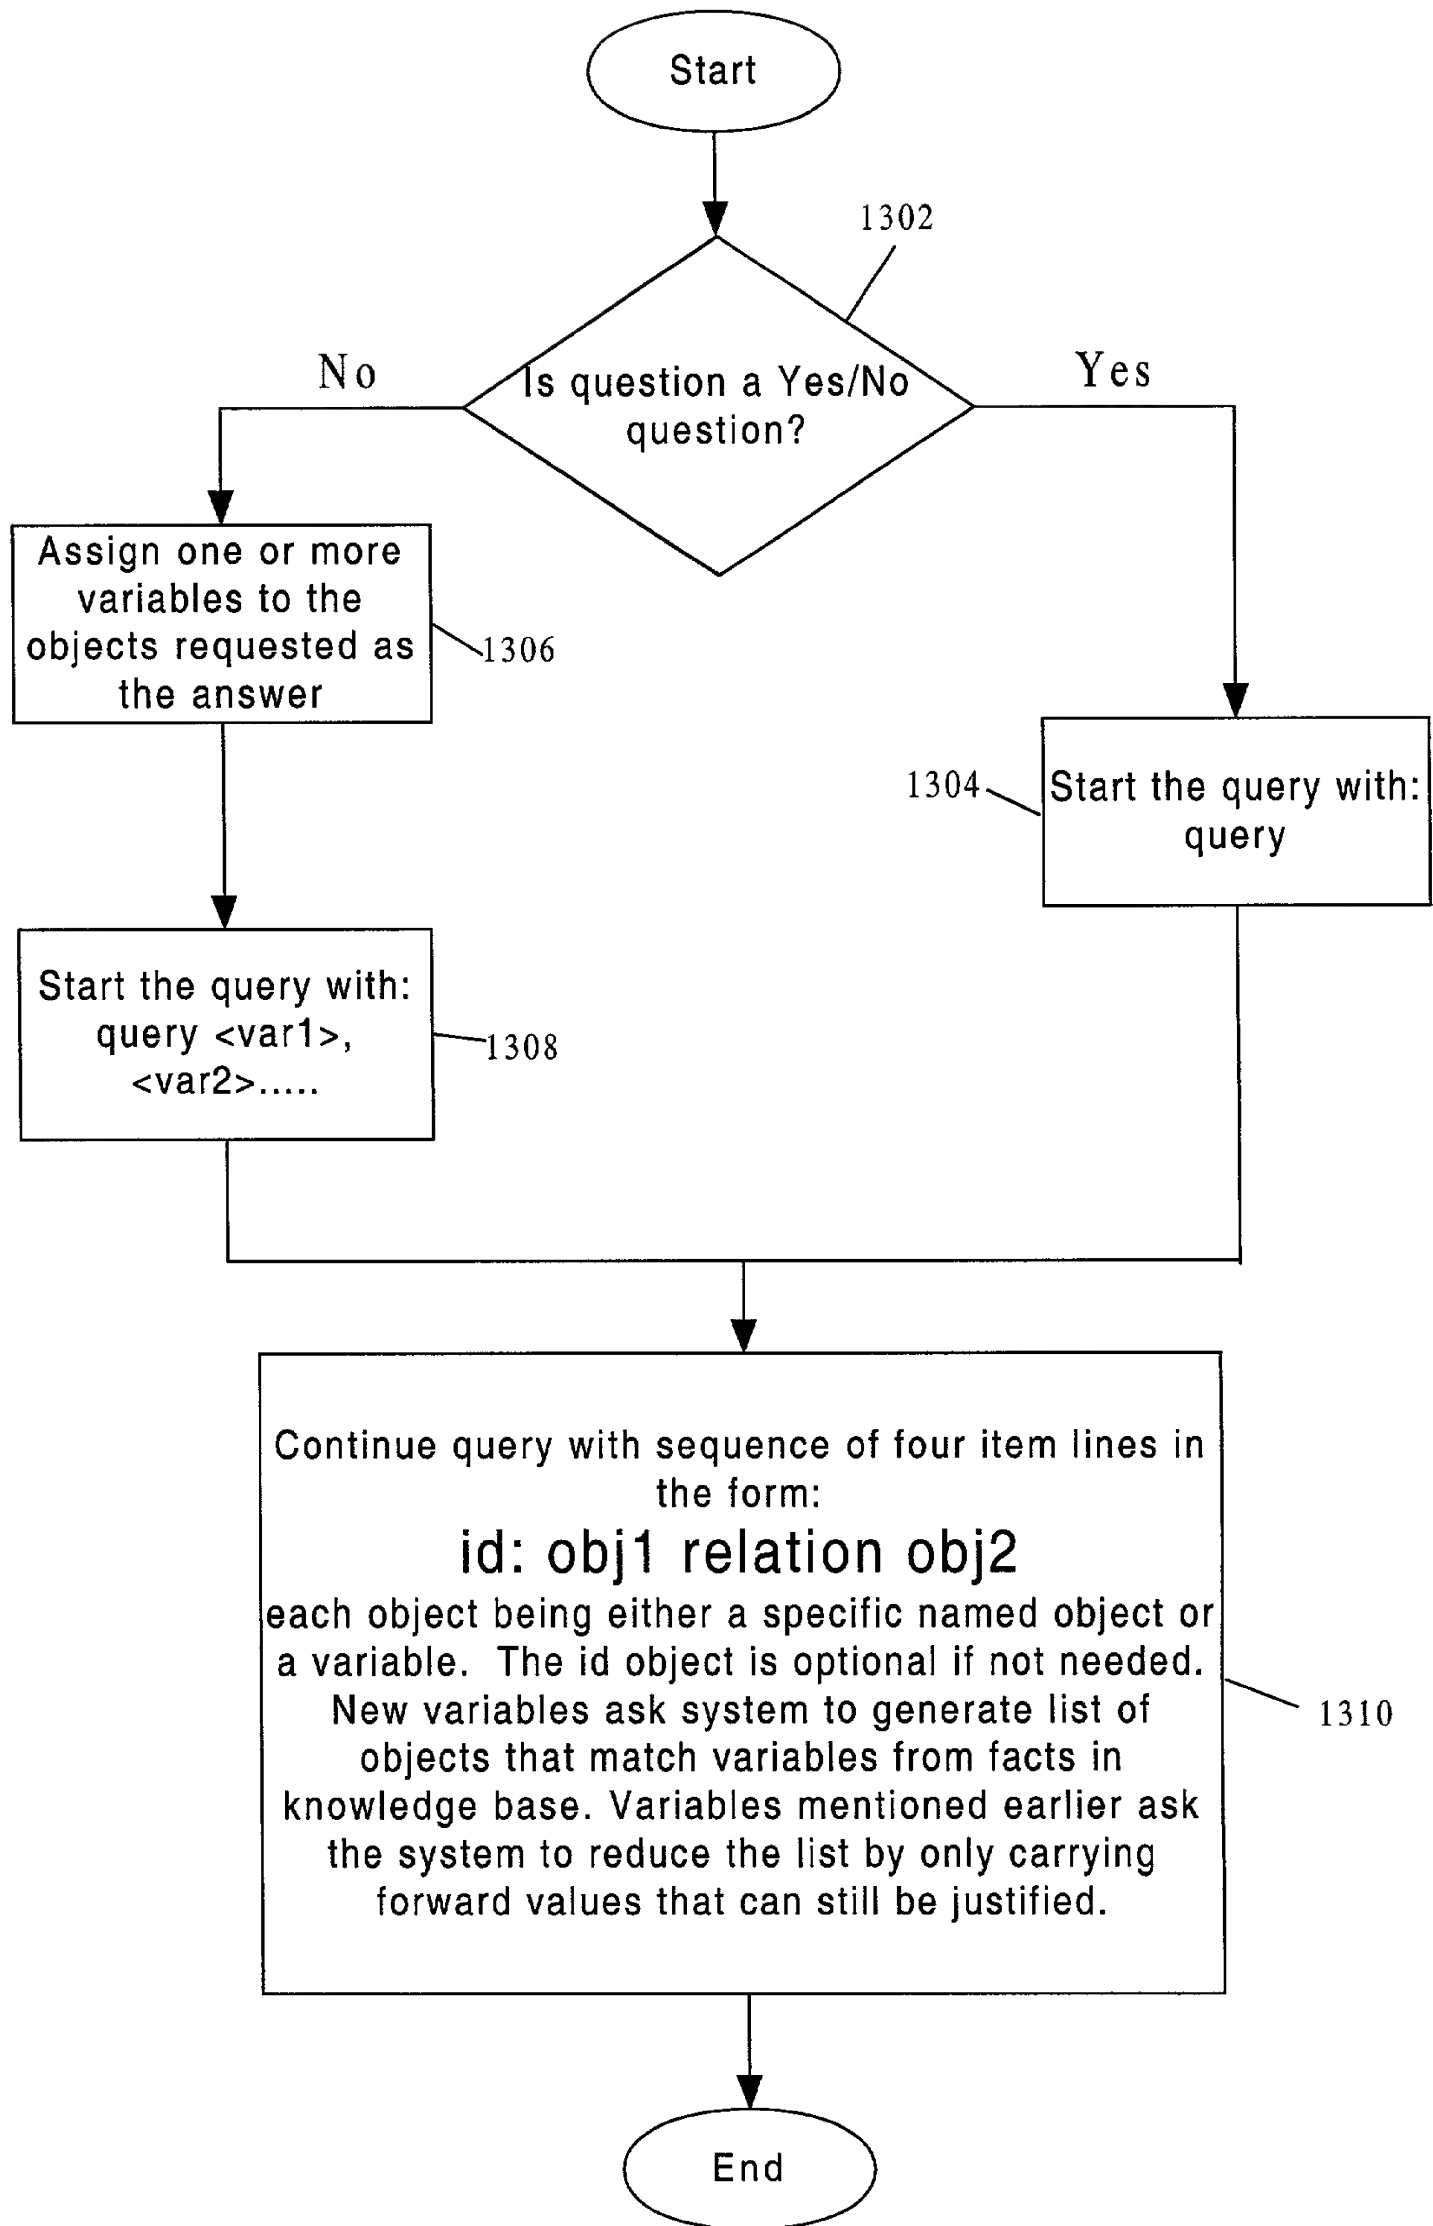 Start
1302
No
Yes
Is question a Yes/No
question?
Assign one or more
variables to the
objects requested as
the answer
1306
1304
Start the query with:
query
Start the query with:
query <var1>,
<var2>.....
1308
Continue query with sequence of four item lines in
the form:
id: obj1 relation obj2
each object being either a specific named object or
a variable.  The id object is optional if not needed.
New variables ask system to generate list of
objects that match variables from facts in
knowledge base. Variables mentioned earlier ask
the system to reduce the list by only carrying
forward values that can still be justified.
1310
End